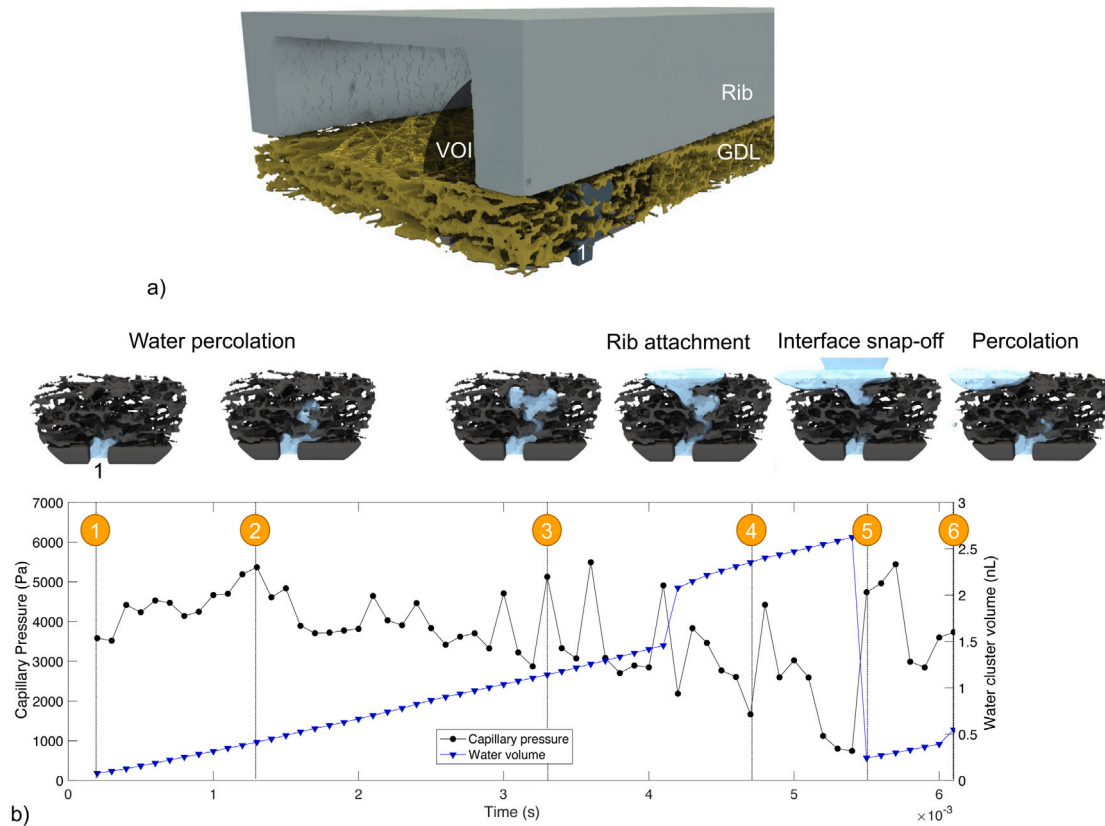 Rib
VOI
GDL
1
a)
Water percolation
Rib attachment
Interface snap-off
Percolation
1
7000
6000
5000
4000
3000
2000
1000
0
Capillary Pressure (Pa)
1
2
3
4
5
6
3
2.5
2
1.5
1
0.5
0
Water cluster volume (nL)
Capillary pressure
Water volume
0
1
2
3
4
5
6
Time (s)
×10⁻³
b)